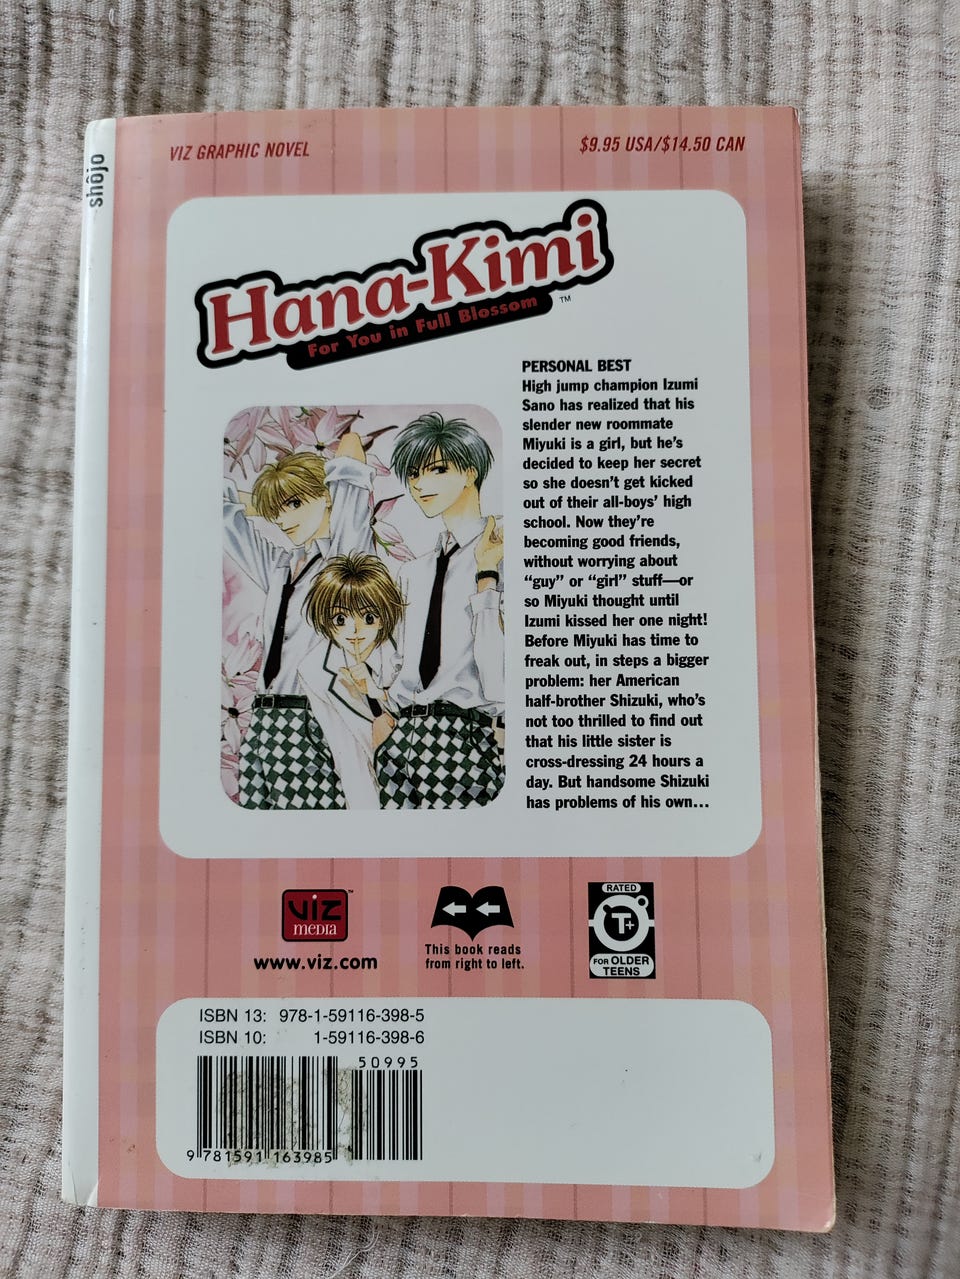 shôjo
VIZ GRAPHIC NOVEL
$9.95 USA/$14.50 CAN
Hana-Kimi
For You in Full Blossom
™
PERSONAL BEST
High jump champion Izumi
Sano has realized that his
slender new roommate
Miyuki is a girl, but he's
decided to keep her secret
so she doesn't get kicked
out of their all-boys' high
school. Now they're
becoming good friends,
without worrying about
“guy” or “girl” stuff—or
so Miyuki thought until
Izumi kissed her one night!
Before Miyuki has time to
freak out, in steps a bigger
problem: her American
half-brother Shizuki, who's
not too thrilled to find out
that his little sister is
cross-dressing 24 hours a
day. But handsome Shizuki
has problems of his own...
VIZ
MEDIA
™
www.viz.com
This book reads
from right to left.
RATED
T+
FOR OLDER
TEENS
ISBN 13: 978-1-59116-398-5
ISBN 10: 1-59116-398-6
50995
9 781591 163985